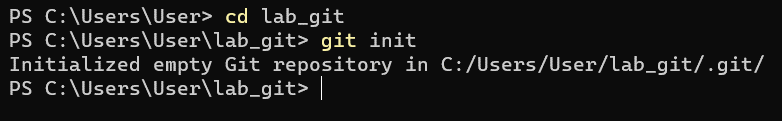 PS C:\Users\User> cd lab_git
PS C:\Users\User\lab_git> git init
Initialized empty Git repository in C:/Users/User/lab_git/.git/
PS C:\Users\User\lab_git>